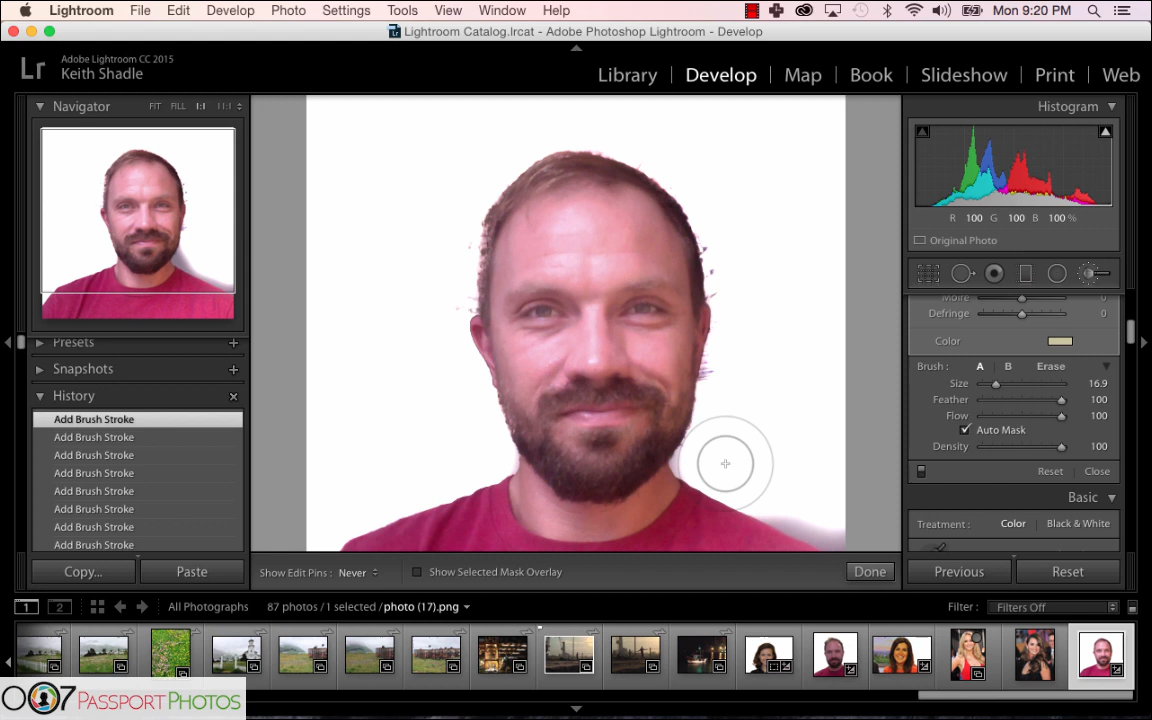 Lightroom File Edit Develop Photo Settings Tools View Window Help Mon 9:20 PM
Lightroom Catalog.lrcat - Adobe Photoshop Lightroom - Develop
Lr Adobe Lightroom CC 2015
Keith Shadle
Library Develop Map Book Slideshow Print Web
Navigator FIT FILL 1:1 11:1
Histogram
R 100 G 100 B 100 %
Original Photo
Moire 0
Defringe 0
Color
Brush : A B Erase
Size 16.9
Feather 100
Flow 100
Auto Mask
Density 100
Reset Close
Basic
Treatment : Color Black & White
Presets
Snapshots
History
Add Brush Stroke
Add Brush Stroke
Add Brush Stroke
Add Brush Stroke
Add Brush Stroke
Add Brush Stroke
Add Brush Stroke
Add Brush Stroke
Copy... Paste
Show Edit Pins : Never Show Selected Mask Overlay Done
Previous Reset
1 2 All Photographs 87 photos / 1 selected / photo (17).png Filter : Filters Off
007 PASSPORT PHOTOS